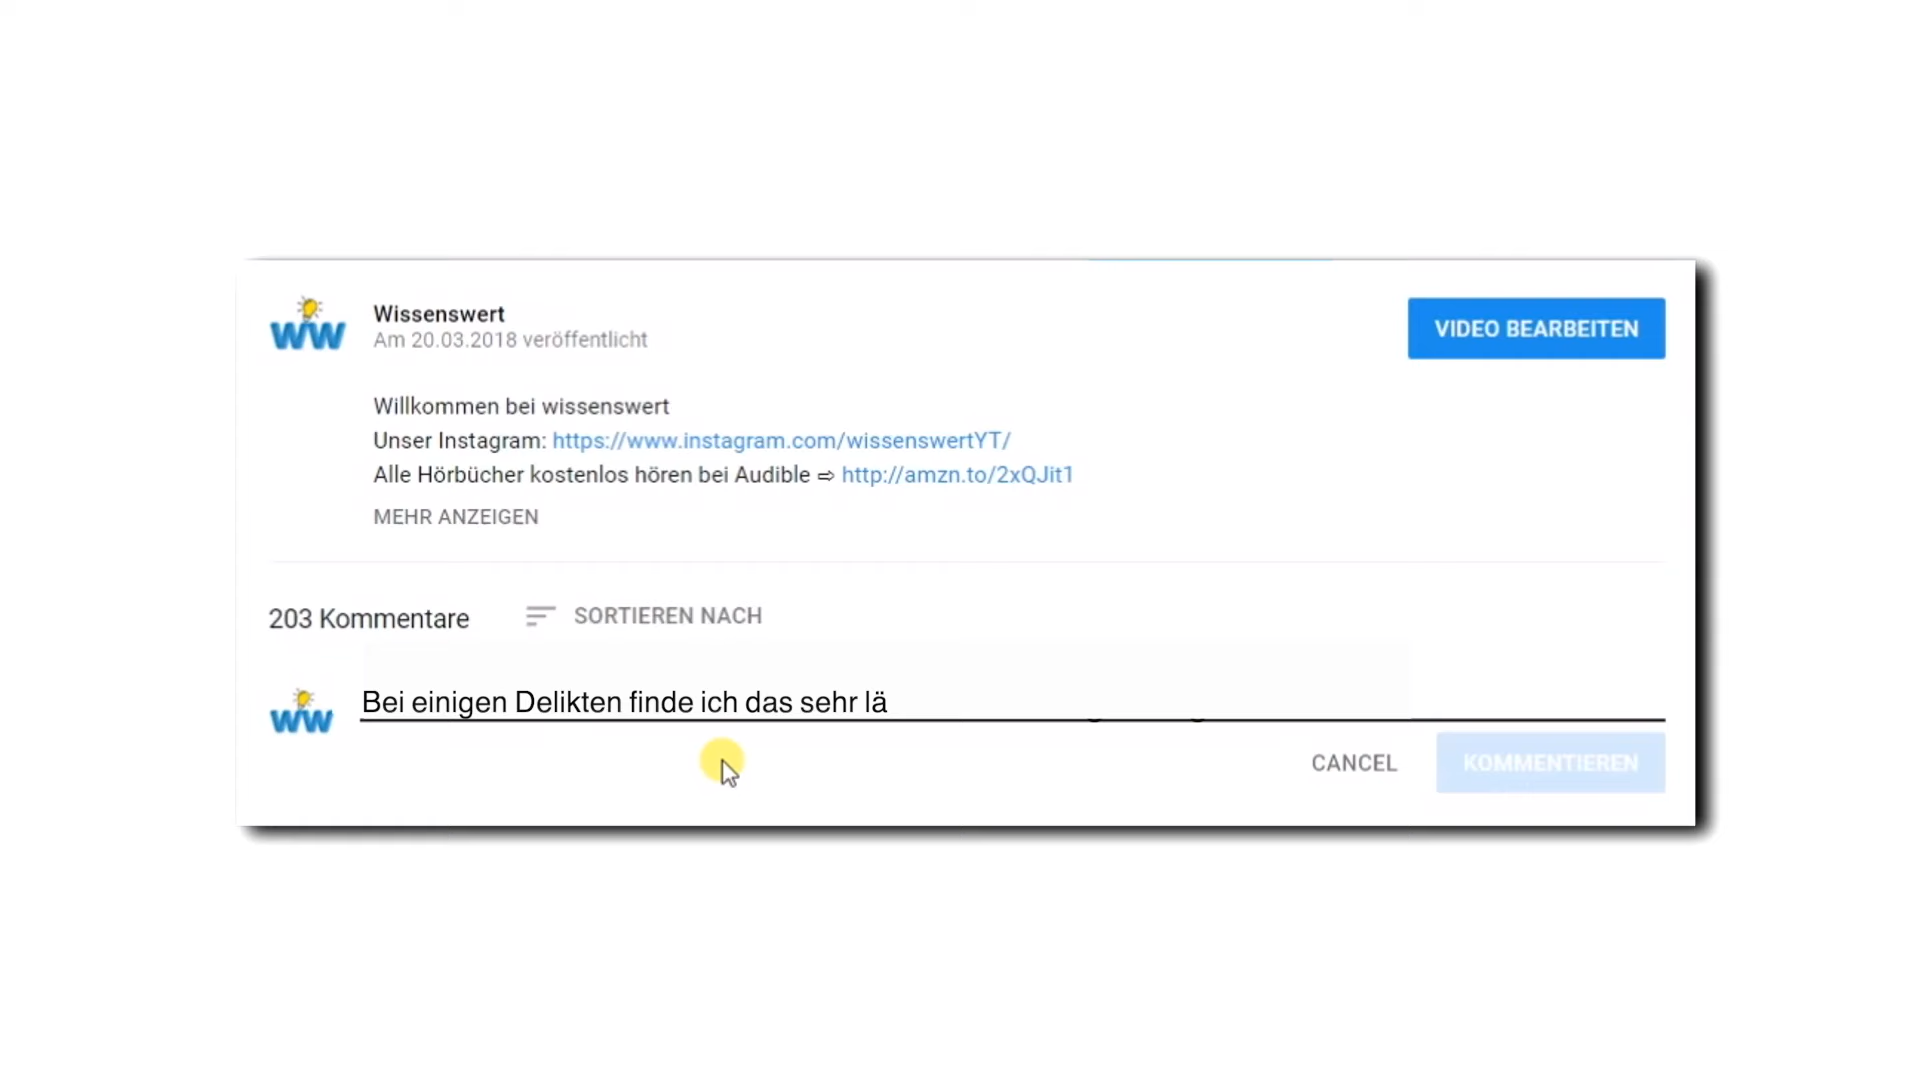 WW
Wissenswert
Am 20.03.2018 veröffentlicht
VIDEO BEARBEITEN
Willkommen bei wissenswert
Unser Instagram: https://www.instagram.com/wissenswertYT/
Alle Hörbücher kostenlos hören bei Audible ⇨ http://amzn.to/2xQJit1
MEHR ANZEIGEN
203 Kommentare
SORTIEREN NACH
WW
Bei einigen Delikten finde ich das sehr lä
CANCEL
KOMMENTIEREN